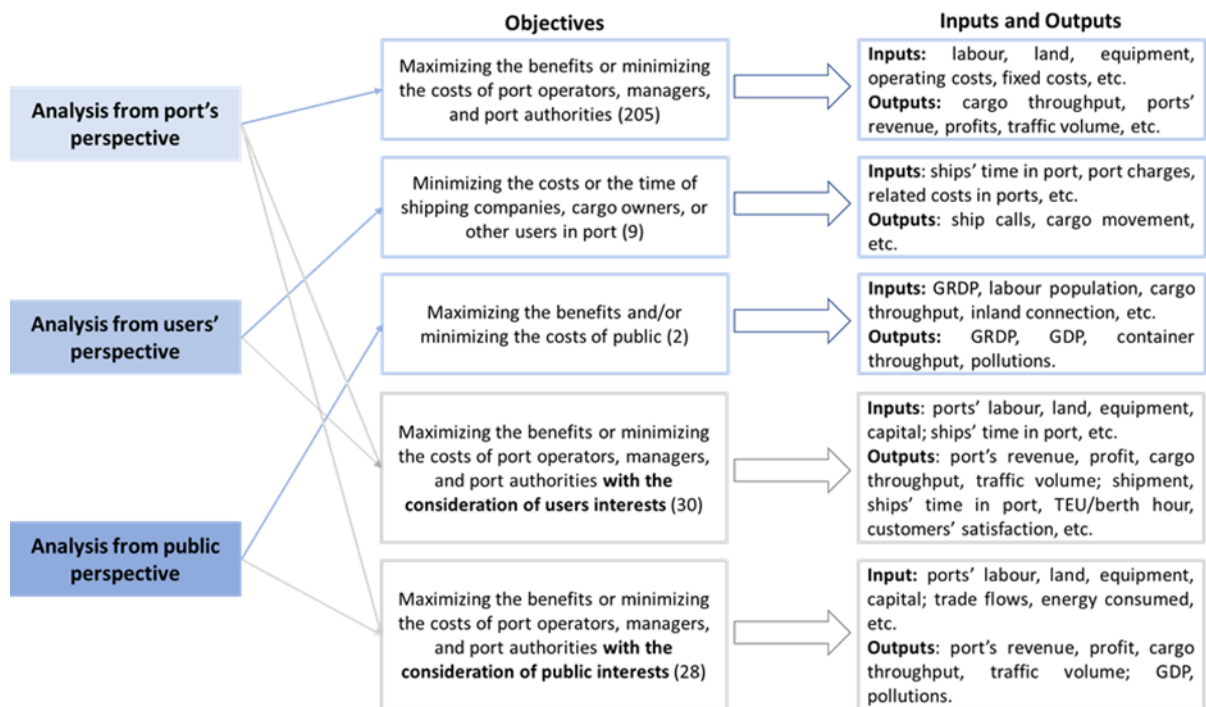 Objectives
Inputs and Outputs
Analysis from port's
perspective
Analysis from users'
perspective
Analysis from public
perspective
Maximizing the benefits or minimizing
the costs of port operators, managers,
and port authorities (205)
Inputs: labour, land, equipment,
operating costs, fixed costs, etc.
Outputs: cargo throughput, ports'
revenue, profits, traffic volume, etc.
Minimizing the costs or the time of
shipping companies, cargo owners, or
other users in port (9)
Inputs: ships' time in port, port charges,
related costs in ports, etc.
Outputs: ship calls, cargo movement,
etc.
Maximizing the benefits and/or
minimizing the costs of public (2)
Inputs: GRDP, labour population, cargo
throughput, inland connection, etc.
Outputs: GRDP, GDP, container
throughput, pollutions.
Maximizing the benefits or minimizing
the costs of port operators, managers,
and port authorities with the
consideration of users interests (30)
Inputs: ports' labour, land, equipment,
capital; ships' time in port, etc.
Outputs: port's revenue, profit, cargo
throughput, traffic volume; shipment,
ships' time in port, TEU/berth hour,
customers' satisfaction, etc.
Maximizing the benefits or minimizing
the costs of port operators, managers,
and port authorities with the
consideration of public interests (28)
Input: ports' labour, land, equipment,
capital; trade flows, energy consumed,
etc.
Outputs: port's revenue, profit, cargo
throughput, traffic volume; GDP,
pollutions.